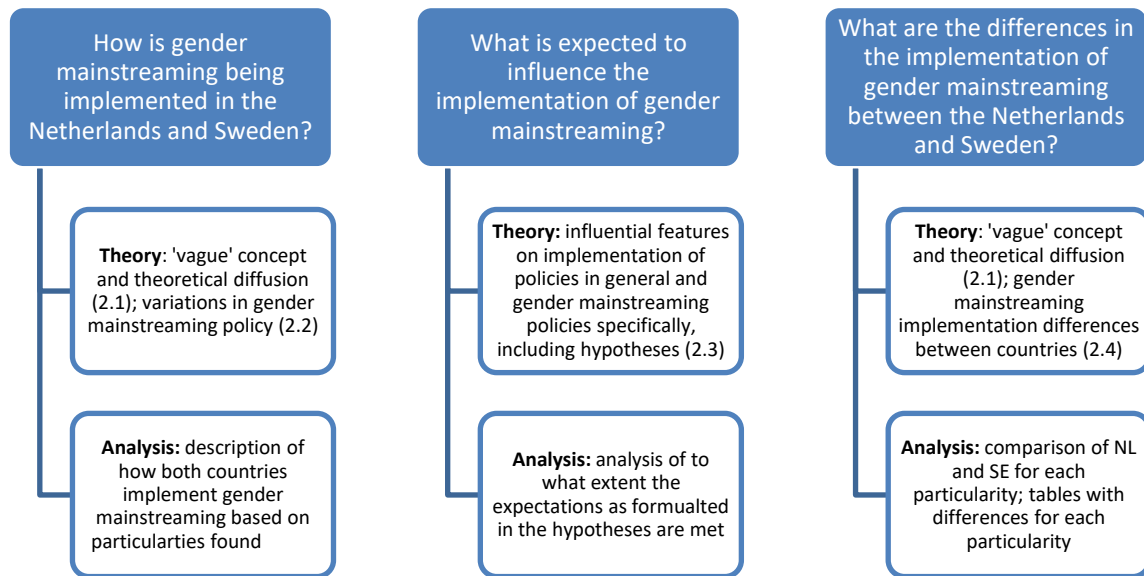 How is gender
mainstreaming being
implemented in the
Netherlands and Sweden?
Theory: 'vague' concept
and theoretical diffusion
(2.1); variations in gender
mainstreaming policy (2.2)
Analysis: description of
how both countries
implement gender
mainstreaming based on
particularties found
What is expected to
influence the
implementation of gender
mainstreaming?
Theory: influential features
on implementation of
policies in general and
gender mainstreaming
policies specifically,
including hypotheses (2.3)
Analysis: analysis of to
what extent the
expectations as formualted
in the hypotheses are met
What are the differences in
the implementation of
gender mainstreaming
between the Netherlands
and Sweden?
Theory: 'vague' concept
and theoretical diffusion
(2.1); gender
mainstreaming
implementation differences
between countries (2.4)
Analysis: comparison of NL
and SE for each
particularity; tables with
differences for each
particularity